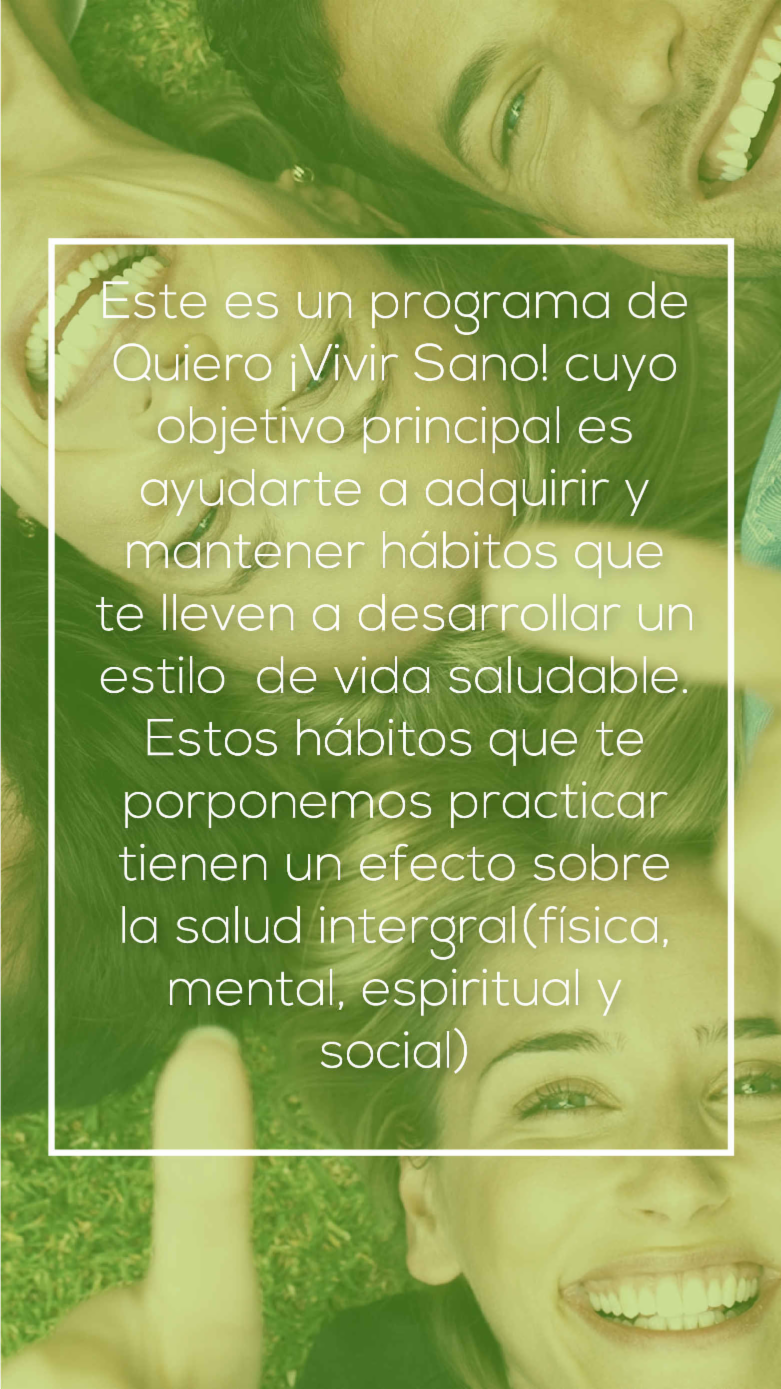 Este es un programa de
Quiero ¡Vivir Sano! cuyo
objetivo principal es
ayudarte a adquirir y
mantener hábitos que
te lleven a desarrollar un
estilo  de vida saludable.
Estos hábitos que te
porponemos practicar
tienen un efecto sobre
la salud intergral(física,
mental, espiritual y
social)